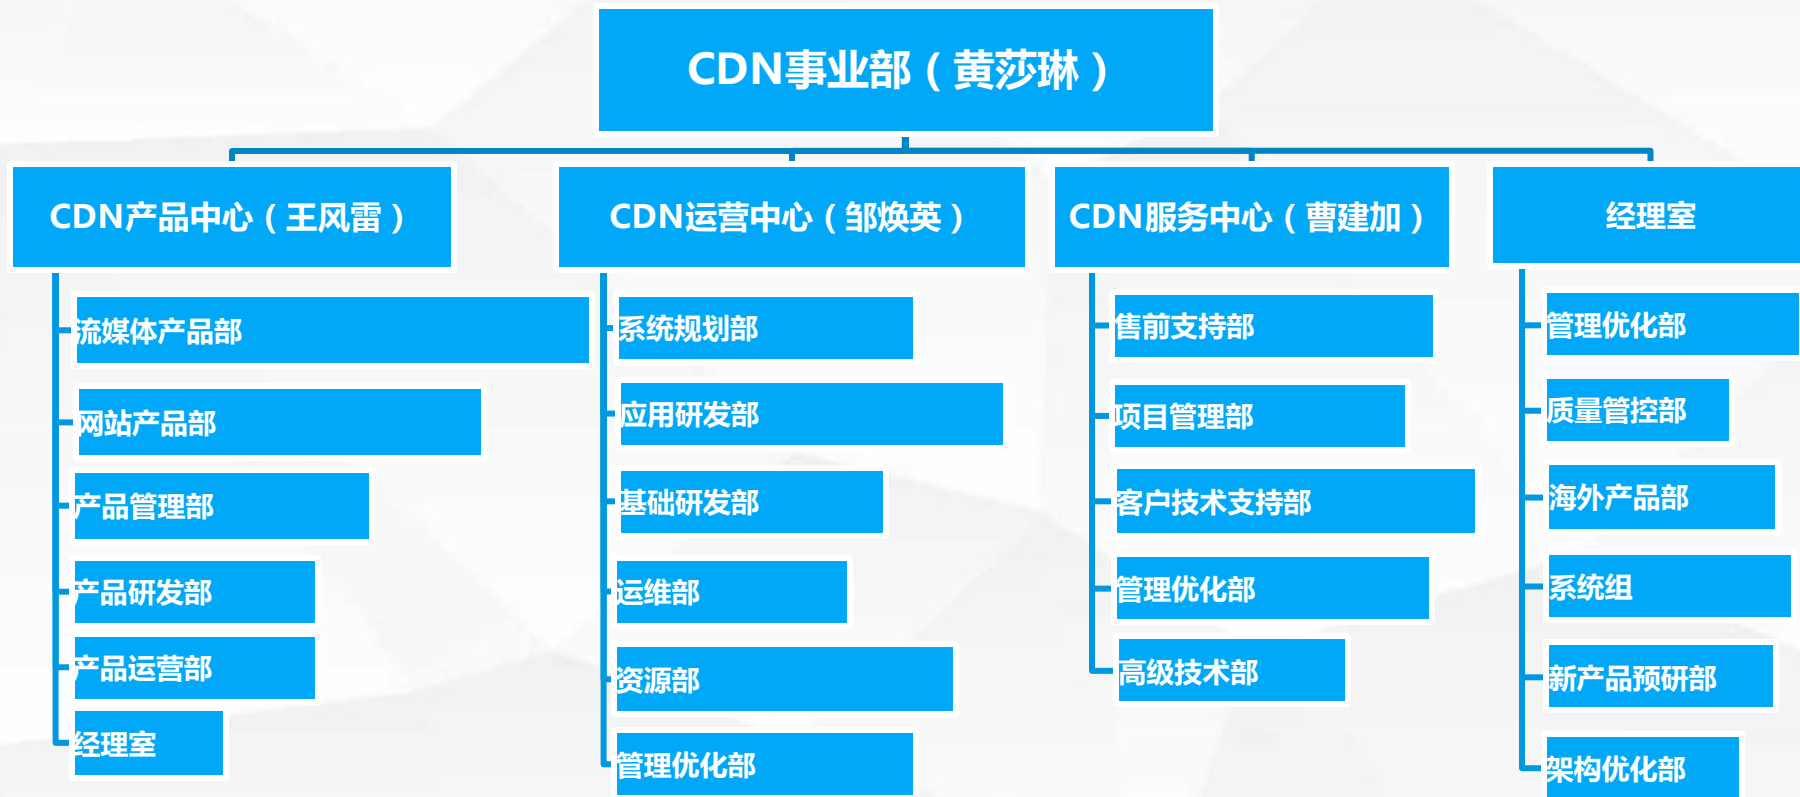 CDN事业部（黄莎琳）
CDN产品中心（王风雷）
流媒体产品部
网站产品部
产品管理部
产品研发部
产品运营部
经理室
CDN运营中心（邹焕英）
系统规划部
应用研发部
基础研发部
运维部
资源部
管理优化部
CDN服务中心（曹建加）
售前支持部
项目管理部
客户技术支持部
管理优化部
高级技术部
经理室
管理优化部
质量管控部
海外产品部
系统组
新产品预研部
架构优化部